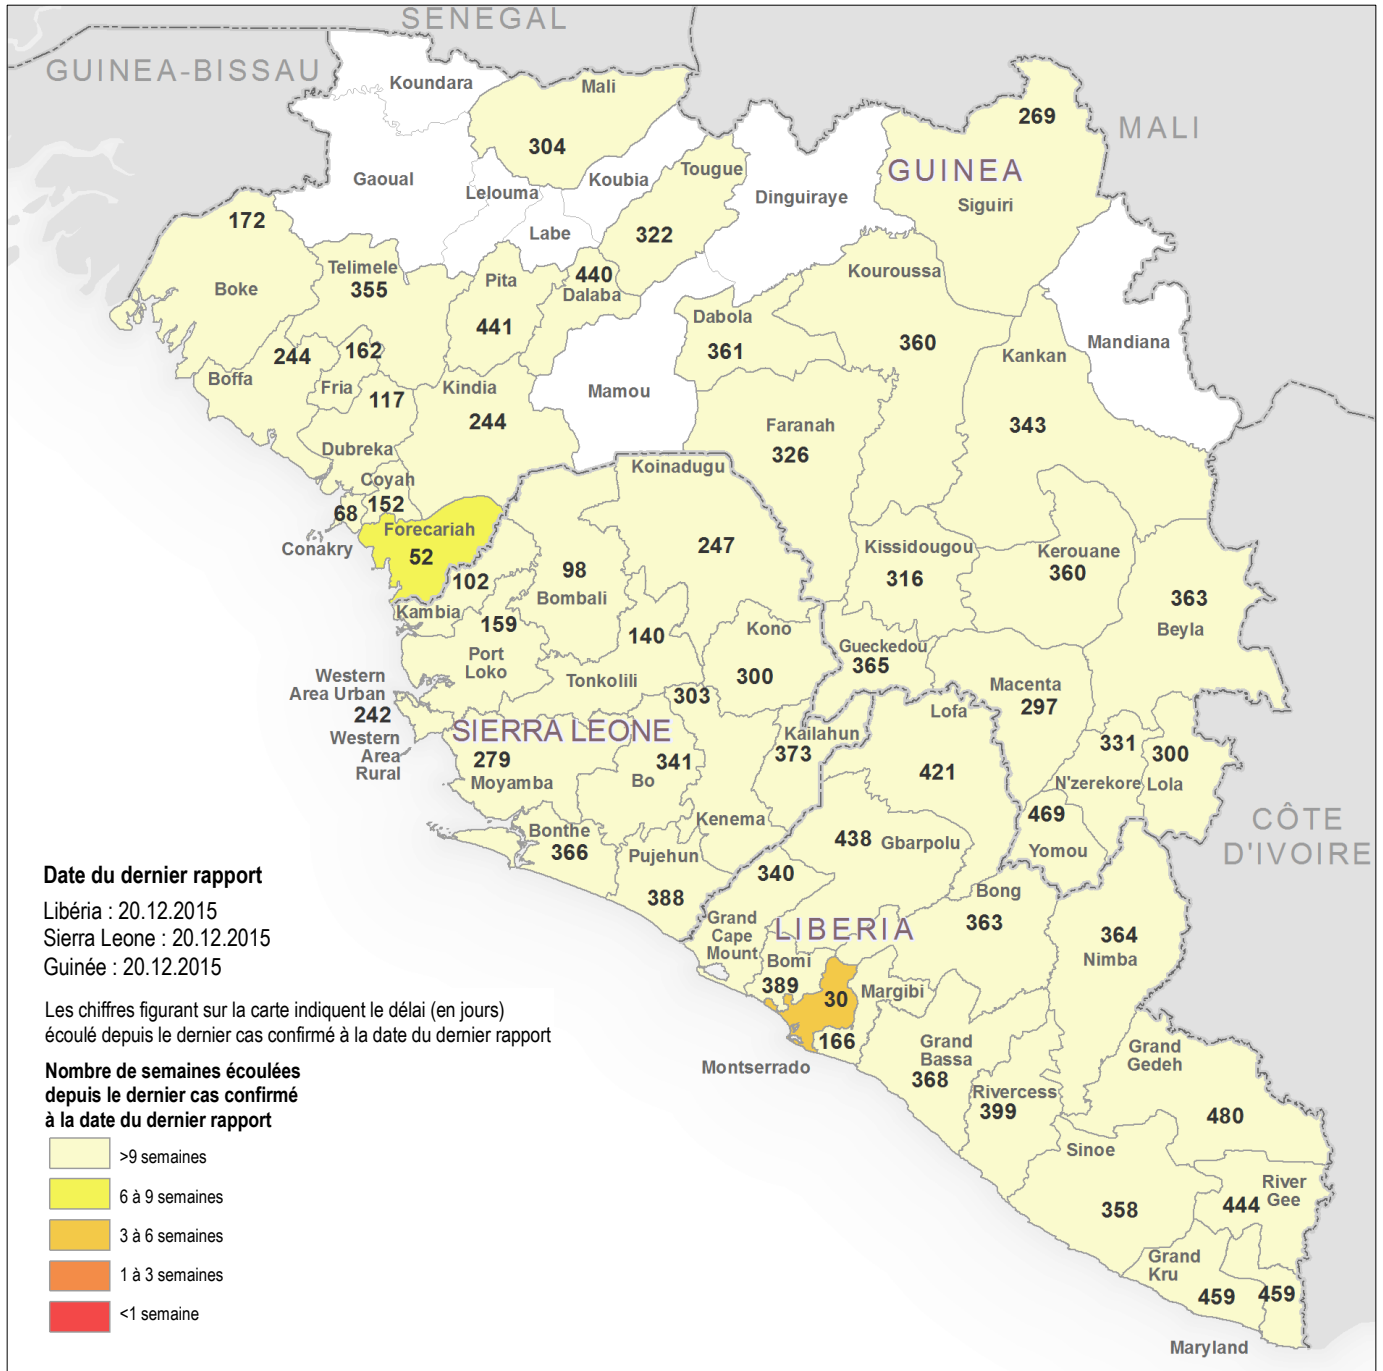 SENEGAL
GUINEA-BISSAU
Koundara
Mali
304
269
MALI
GUINEA
Siguiri
Gaoual
Lelouma
Koubia
Tougue
322
Dinguiraye
Labe
172
Boke
Telimele
355
Pita
441
440
Dalaba
Kouroussa
360
Dabola
361
Kankan
343
Mandiana
244
Boffa
162
Fria
117
Kindia
244
Mamou
Faranah
326
Dubreka
Coyah
152
68
Conakry
Forecariah
52
Koinadugu
247
102
Kambia
98
Bombali
159
Port
Loko
140
Tonkolili
Kono
300
Kissidougou
316
Kerouane
360
363
Beyla
Gueckedou
365
Macenta
297
Western
Area Urban
242
Western
Area
Rural
SIERRA LEONE
303
279
Moyamba
341
Bo
Kailahun
373
Lofa
421
331
N'zerekore
300
Lola
469
Yomou
CÔTE
D'IVOIRE
Kenema
Bonthe
366
Pujehun
388
438 Gbarpolu
340
Grand
Cape
Mount
LIBERIA
Bong
363
364
Nimba
Bomi
389
30
Margibi
166
Montserrado
Grand
Bassa
368
Rivercess
399
Grand
Gedeh
480
Sinoe
358
River
Gee
444
Grand
Kru
459
459
Maryland
Date du dernier rapport
Libéria : 20.12.2015
Sierra Leone : 20.12.2015
Guinée : 20.12.2015
Les chiffres figurant sur la carte indiquent le délai (en jours)
écoulé depuis le dernier cas confirmé à la date du dernier rapport
Nombre de semaines écoulées
depuis le dernier cas confirmé
à la date du dernier rapport
>9 semaines
6 à 9 semaines
3 à 6 semaines
1 à 3 semaines
<1 semaine